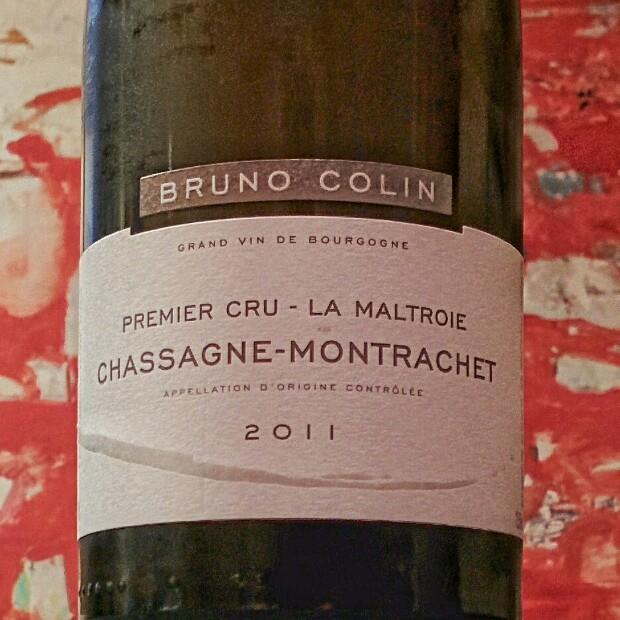 BRUNO COLIN
GRAND VIN DE BOURGOGNE
PREMIER CRU - LA MALTROIE
CHASSAGNE-MONTRACHET
APPELLATION D'ORIGINE CONTRÔLÉE
2011